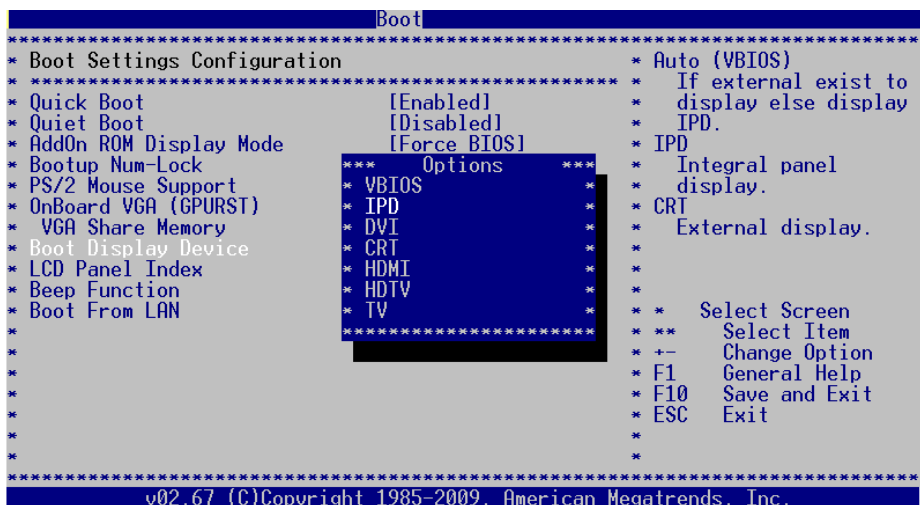 Boot
********************************************************************************
* Boot Settings Configuration * Auto (VBIOS)
* *************************************************** * If external exist to
* Quick Boot [Enabled] * display else display
* Quiet Boot [Disabled] * IPD.
* AddOn ROM Display Mode [Force BIOS] * IPD
* Bootup Num-Lock *** Options *** * Integral panel
* PS/2 Mouse Support * VBIOS * * display.
* OnBoard VGA (GPURST) * IPD * * CRT
* VGA Share Memory * DVI * * External display.
* Boot Display Device * CRT * *
* LCD Panel Index * HDMI * *
* Beep Function * HDTV * *
* Boot From LAN * TV * * * Select Screen
* *********************** * ** Select Item
* * +- Change Option
* * F1 General Help
* * F10 Save and Exit
* * ESC Exit
* *
* *
********************************************************************************
v02.67 (C)Copyright 1985-2009, American Megatrends, Inc.